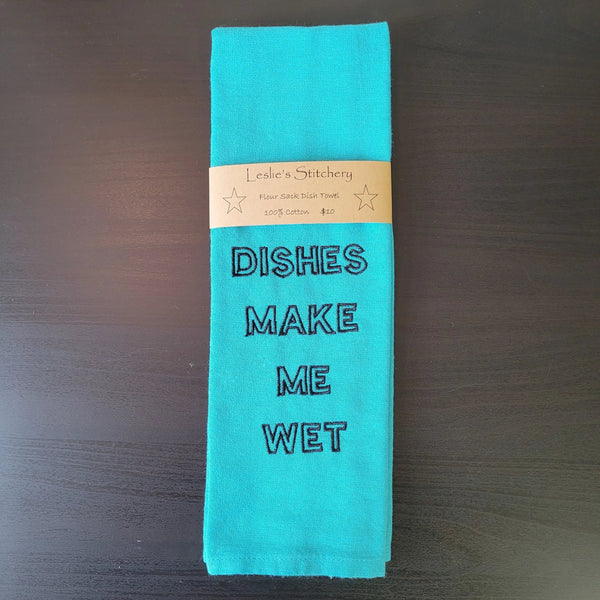 Leslie's Stitchery
Flour Sack Dish Towel
100% Cotton $10
DISHES
MAKE
ME
WET